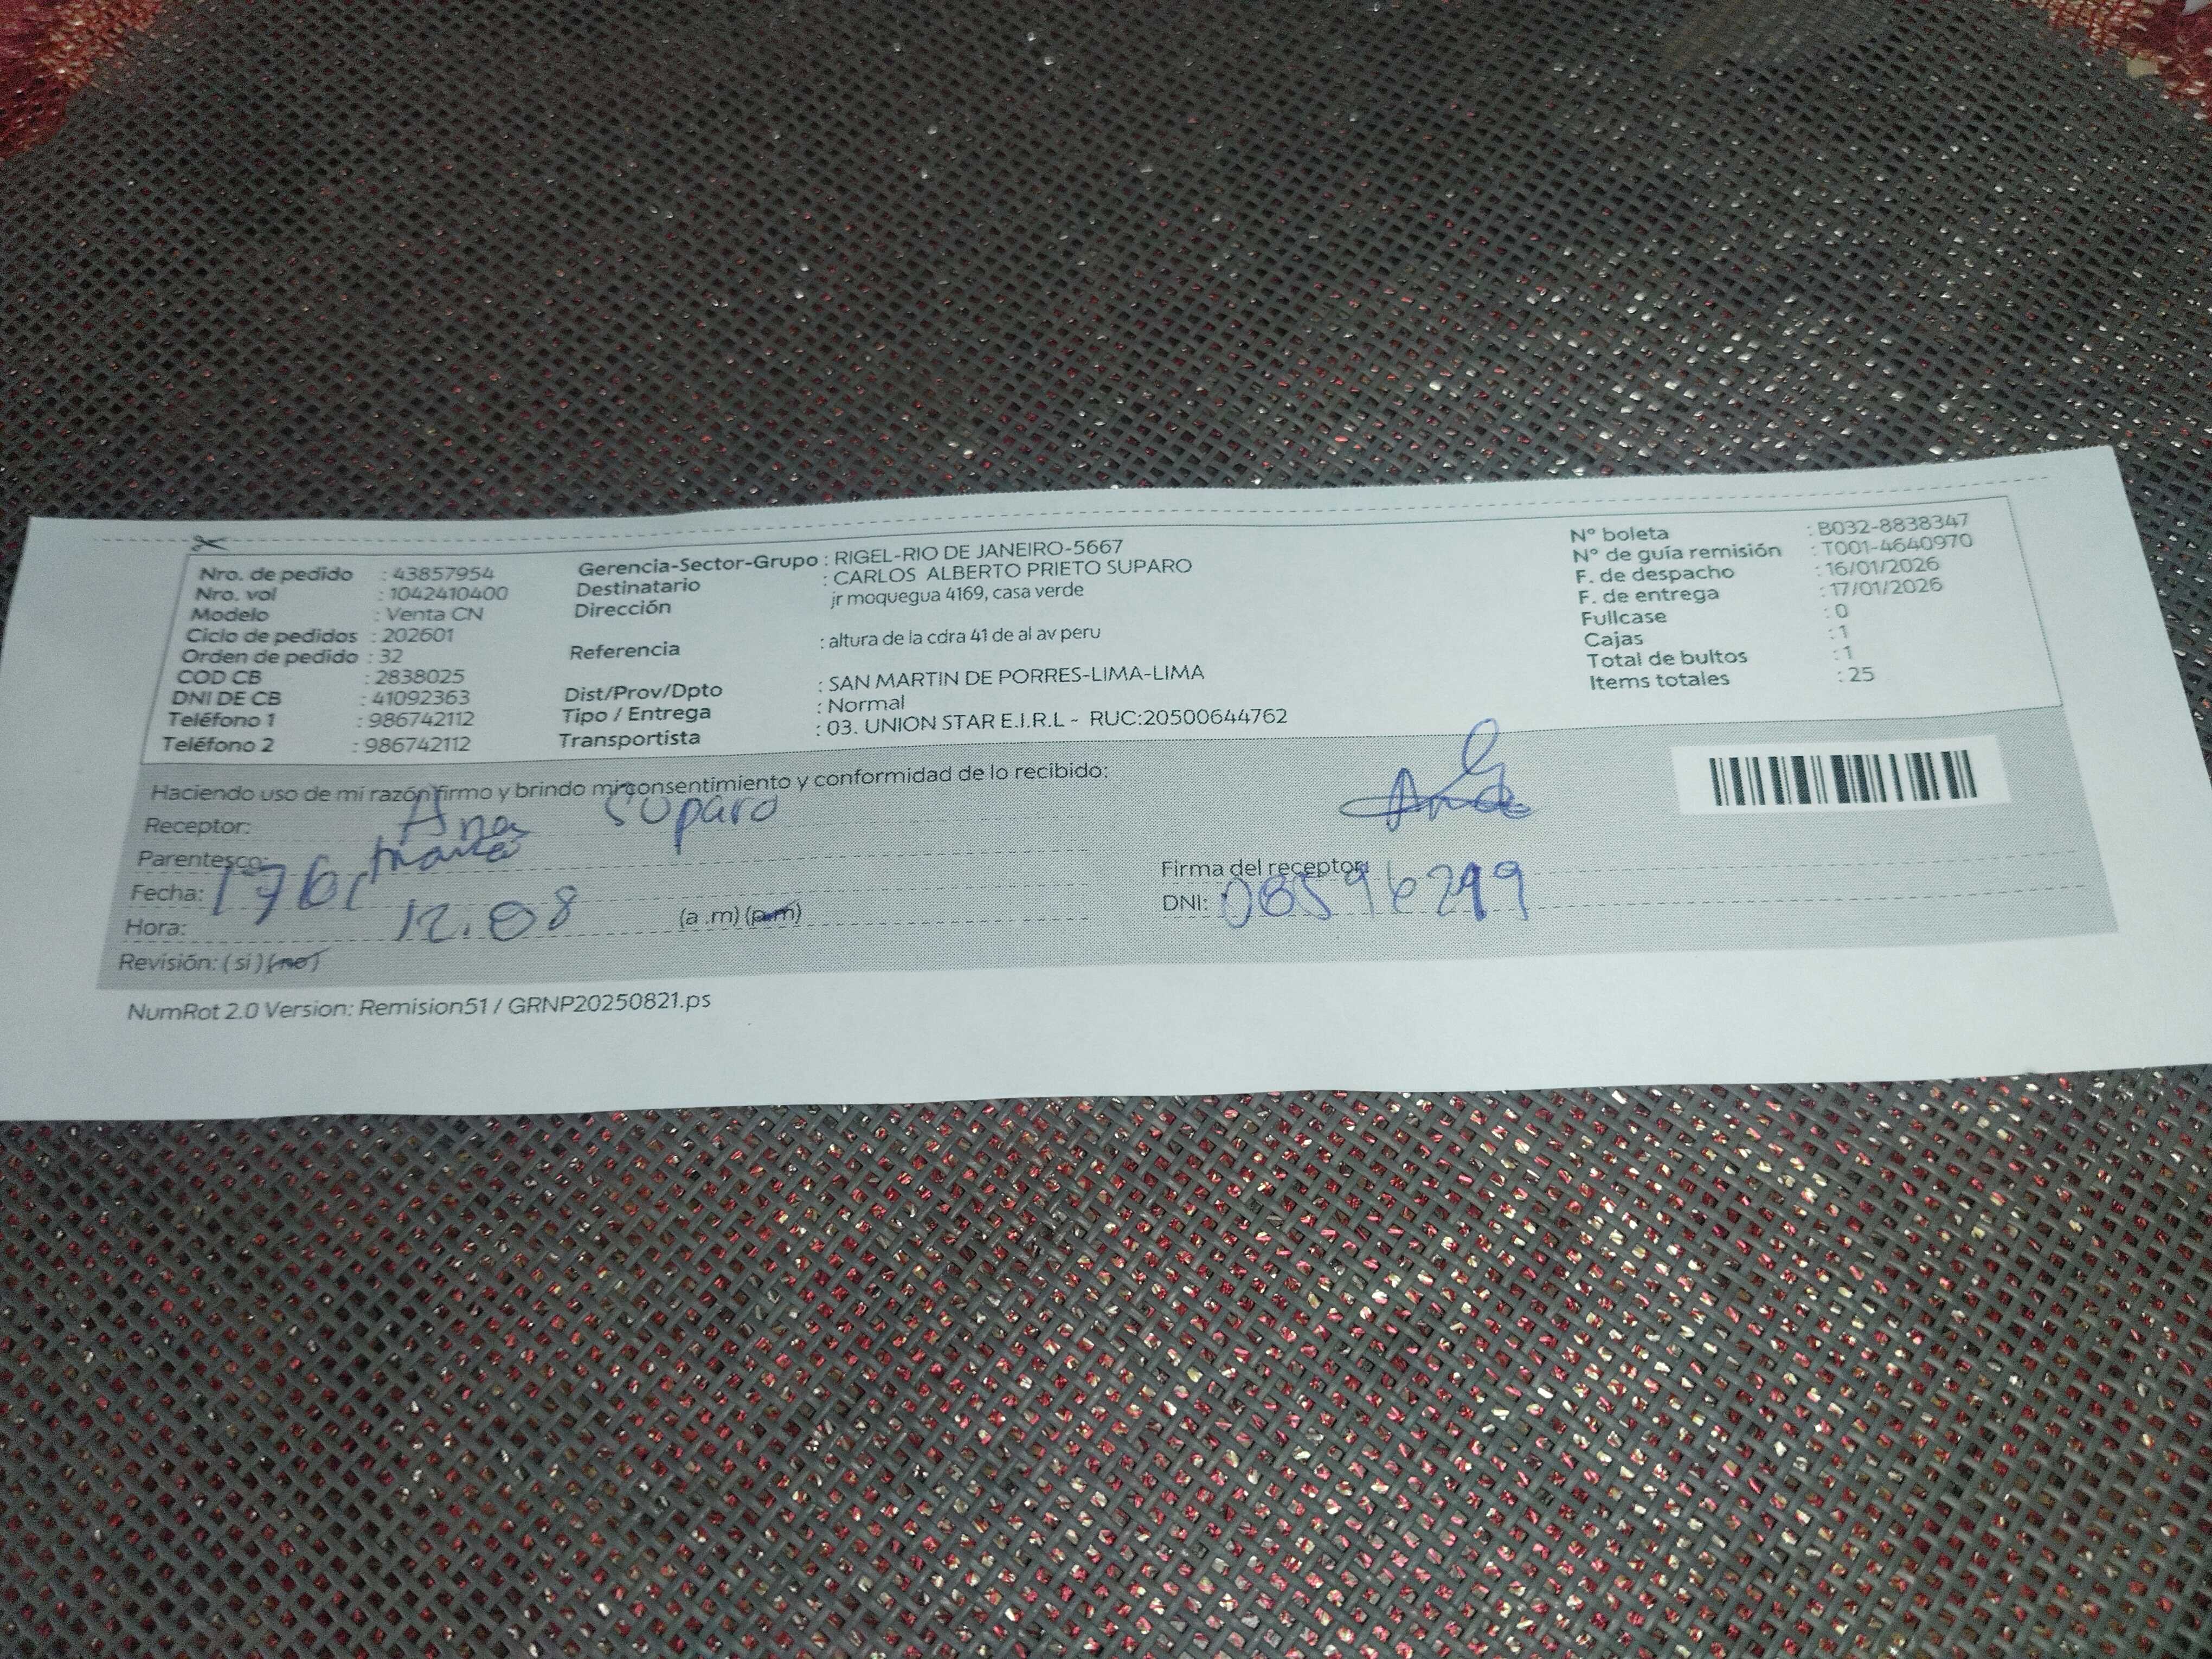 Nro. de pedido : 43857954
Nro. vol : 1042410400
Modelo : Venta CN
Ciclo de pedidos : 202601
Orden de pedido : 32
COD CB : 2838025
DNI DE CB : 41092363
Teléfono 1 : 986742112
Teléfono 2 : 986742112
Gerencia-Sector-Grupo : RIGEL-RIO DE JANEIRO-5667
Destinatario : CARLOS ALBERTO PRIETO SUPARO
Dirección jr moquegua 4169, casa verde
Referencia : altura de la cdra 41 de al av peru
Dist/Prov/Dpto : SAN MARTIN DE PORRES-LIMA-LIMA
Tipo / Entrega : Normal
Transportista : 03. UNION STAR E.I.R.L - RUC:20500644762
N° boleta : B032-8838347
N° de guía remisión : T001-4640970
F. de despacho : 16/01/2026
F. de entrega : 17/01/2026
Fullcase : 0
Cajas : 1
Total de bultos : 1
Items totales : 25
Haciendo uso de mi razón firmo y brindo mi consentimiento y conformidad de lo recibido:
Receptor: Ana Suparo
Parentesco: mamá
Fecha:
Hora: 12.08 (a .m) (p.m)
Revisión: ( si ) ( no )
Firma del receptor:
DNI:
NumRot 2.0 Version: Remision51 / GRNP20250821.ps